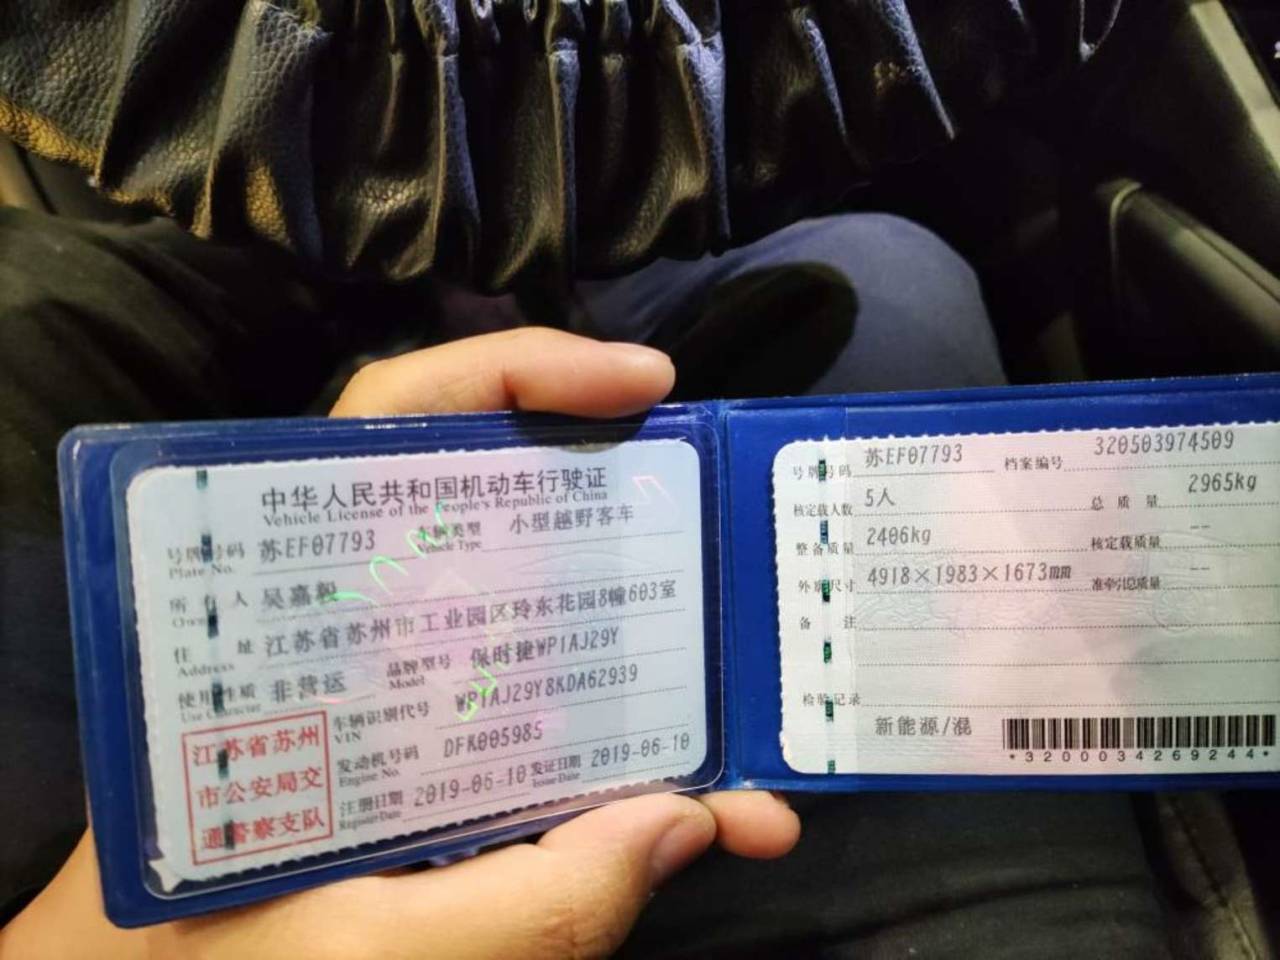 中华人民共和国机动车行驶证
Vehicle License of the People's Republic of China
号牌号码 苏EF07793 车辆类型 小型越野客车
Plate No. Vehicle Type
所有人 吴嘉毅
Owner
住址 江苏省苏州市工业园区玲东花园8幢603室
Address
使用性质 非营运 品牌型号 保时捷WP1AJ29Y
Use Character Model
车辆识别代号 WP1AJ29Y8KDA62939
VIN
发动机号码 DFK005985
Engine No.
注册日期 2019-06-10 发证日期 2019-06-10
Register Date Issue Date
江苏省苏州
市公安局交
通警察支队
号牌号码 苏EF07793 档案编号 320503974509
核定载人数 5人 总质量 2965kg
整备质量 2406kg 核定载质量 --
外廓尺寸 4918×1983×1673mm 准牵引总质量 --
备注
检验记录
新能源/混
*3200034269244*